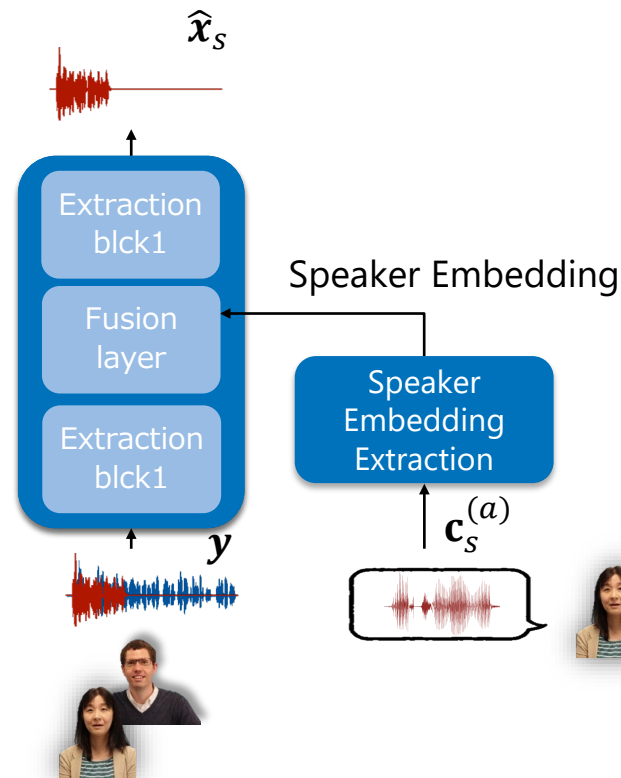 x̂ₛ
Extraction
blck1
Fusion
layer
Extraction
blck1
y
Speaker Embedding
Speaker
Embedding
Extraction
cₛ⁽ᵃ⁾